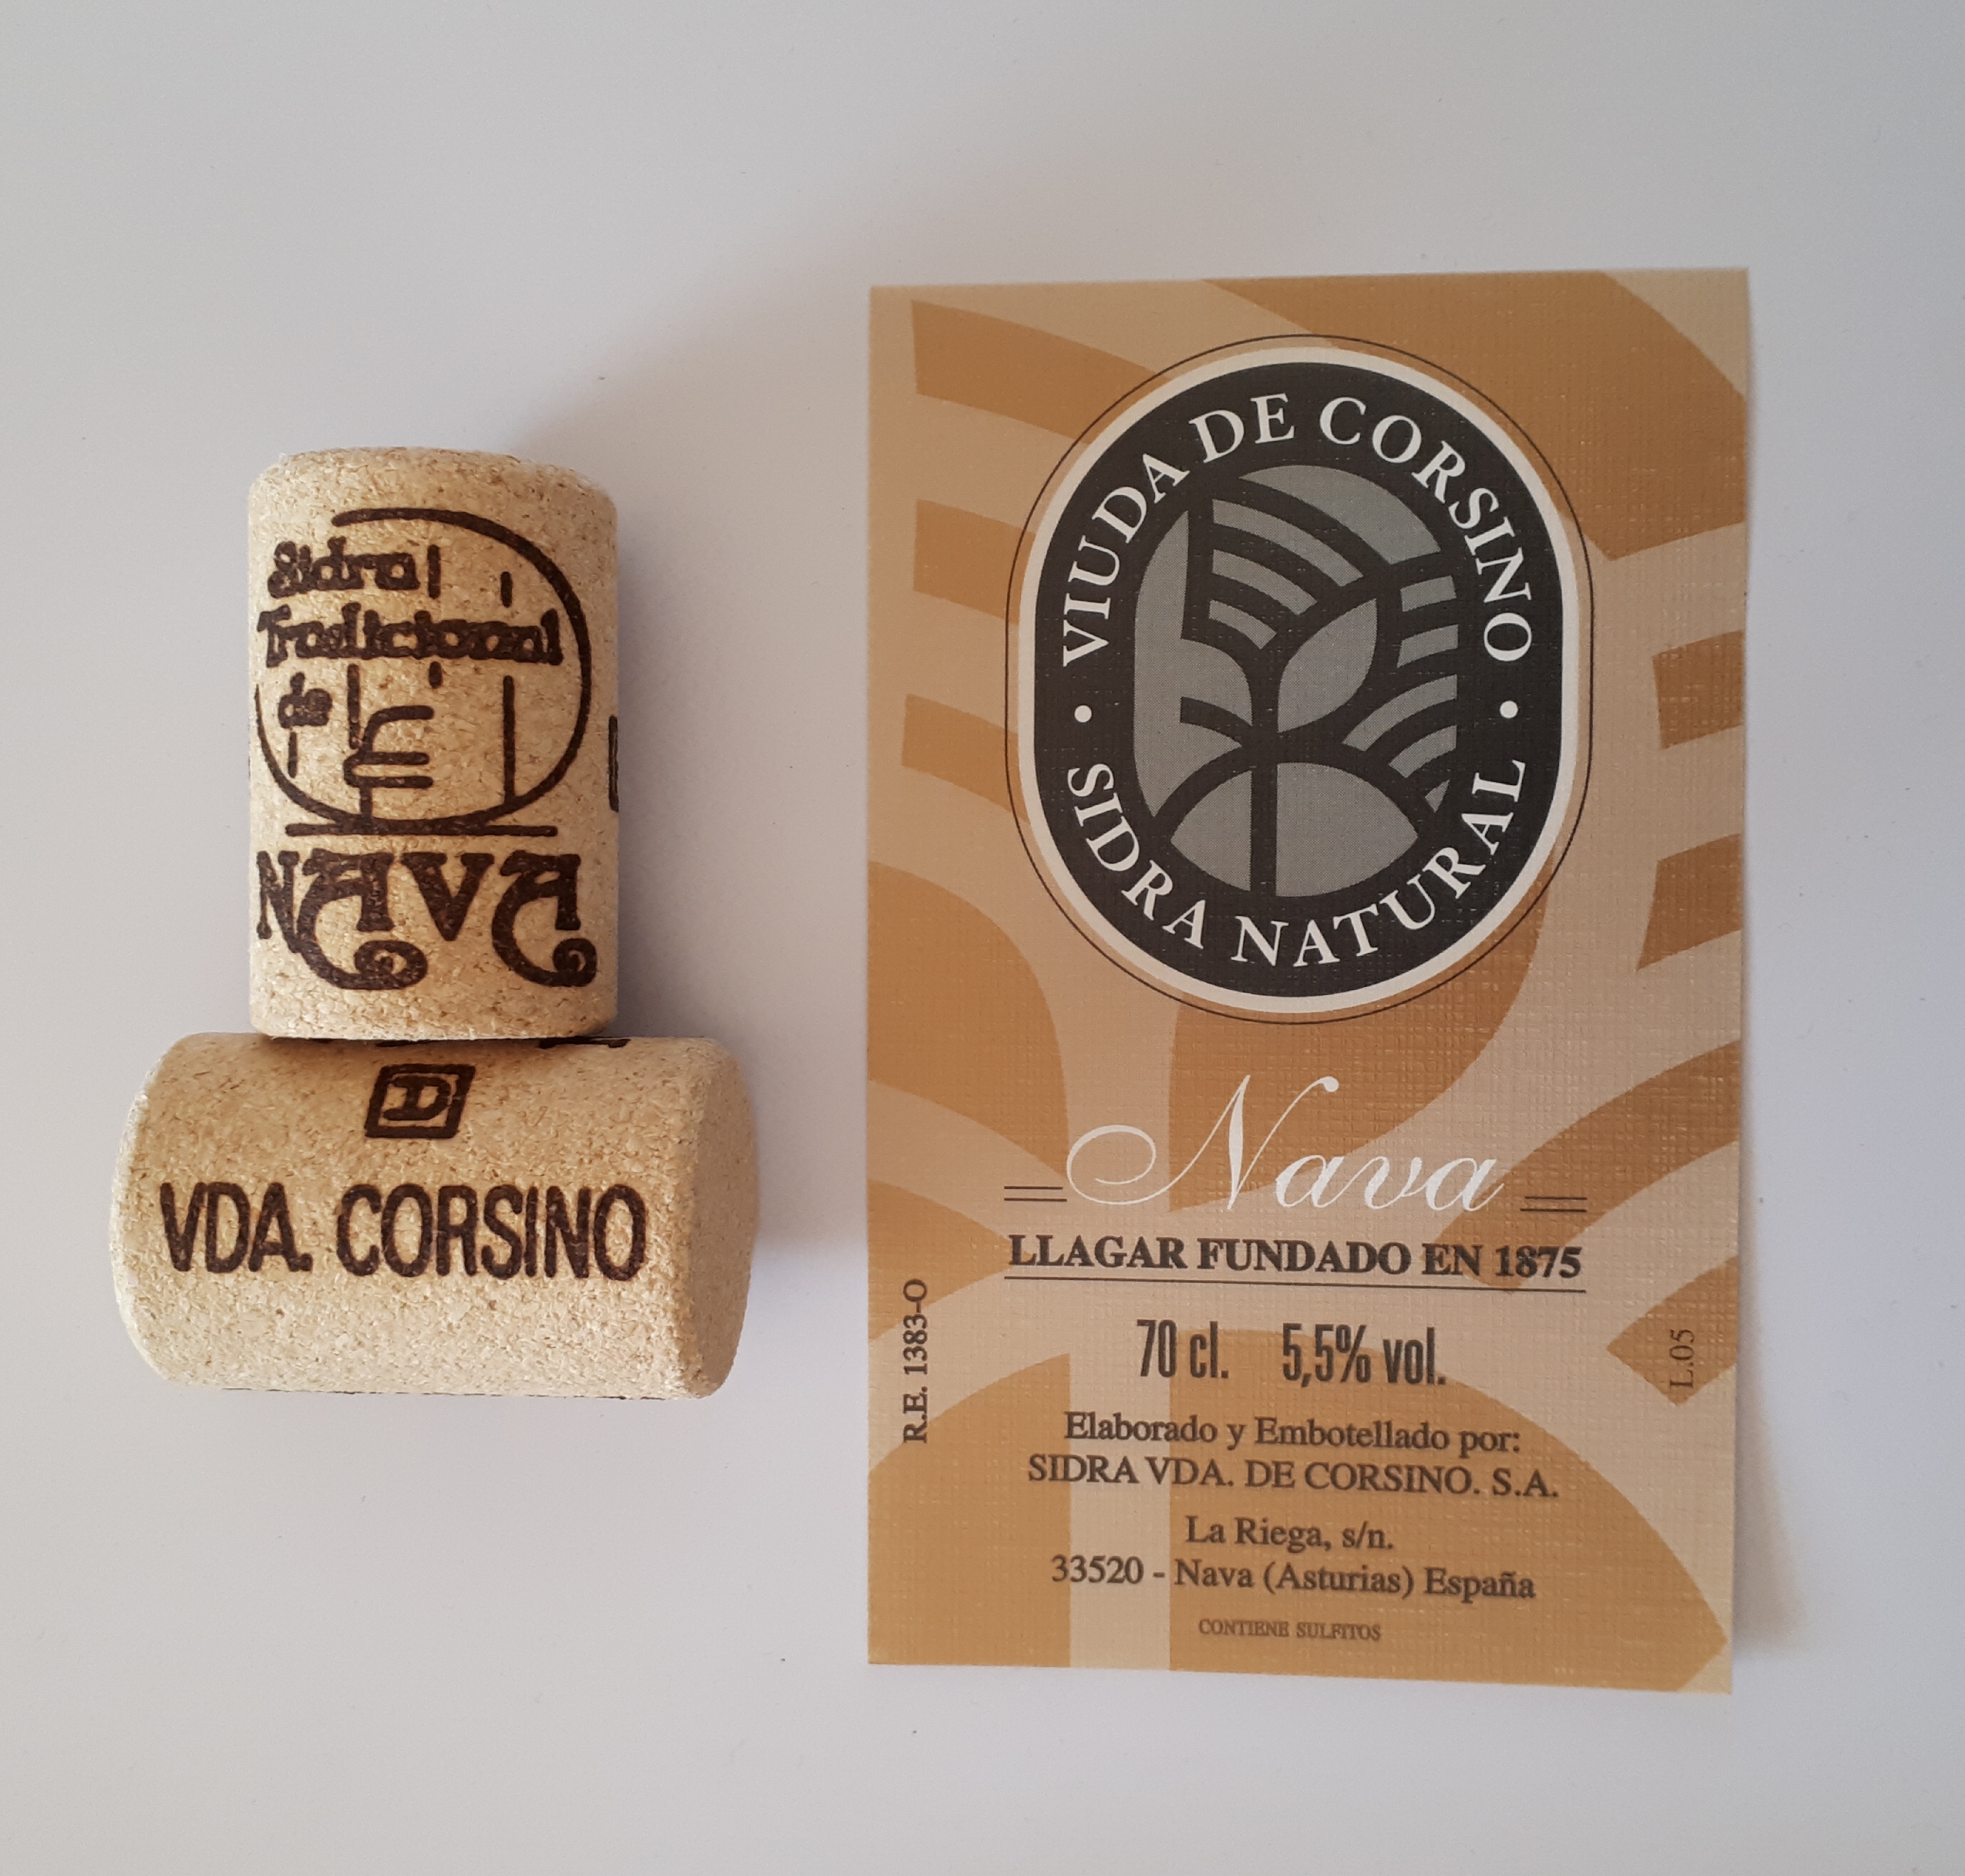 Sidra
Tradicional
de
NAVA
D
VDA. CORSINO
VIUDA DE CORSINO
• SIDRA NATURAL •
Nava
LLAGAR FUNDADO EN 1875
70 cl. 5,5% vol.
R.E. 1383-O
L.05
Elaborado y Embotellado por:
SIDRA VDA. DE CORSINO. S.A.
La Riega, s/n.
33520 - Nava (Asturias) España
CONTIENE SULFITOS